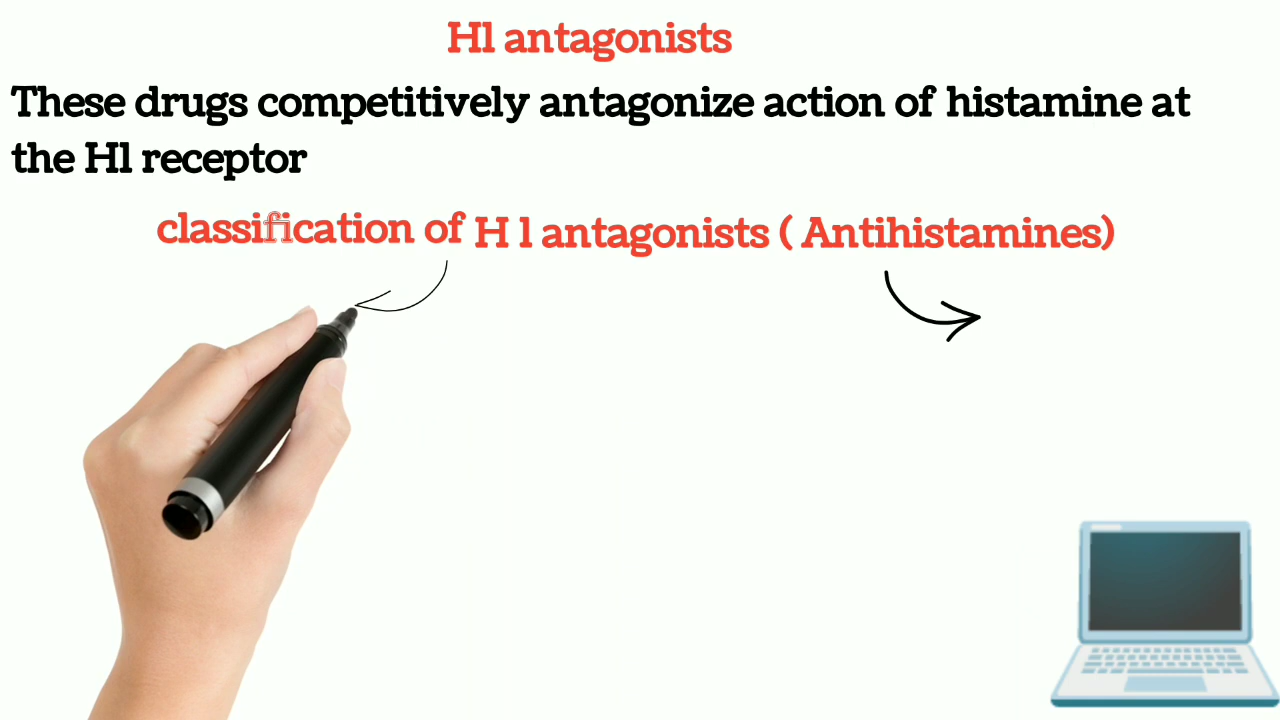 H1 antagonists
These drugs competitively antagonize action of histamine at
the H1 receptor
classification of H 1 antagonists ( Antihistamines)